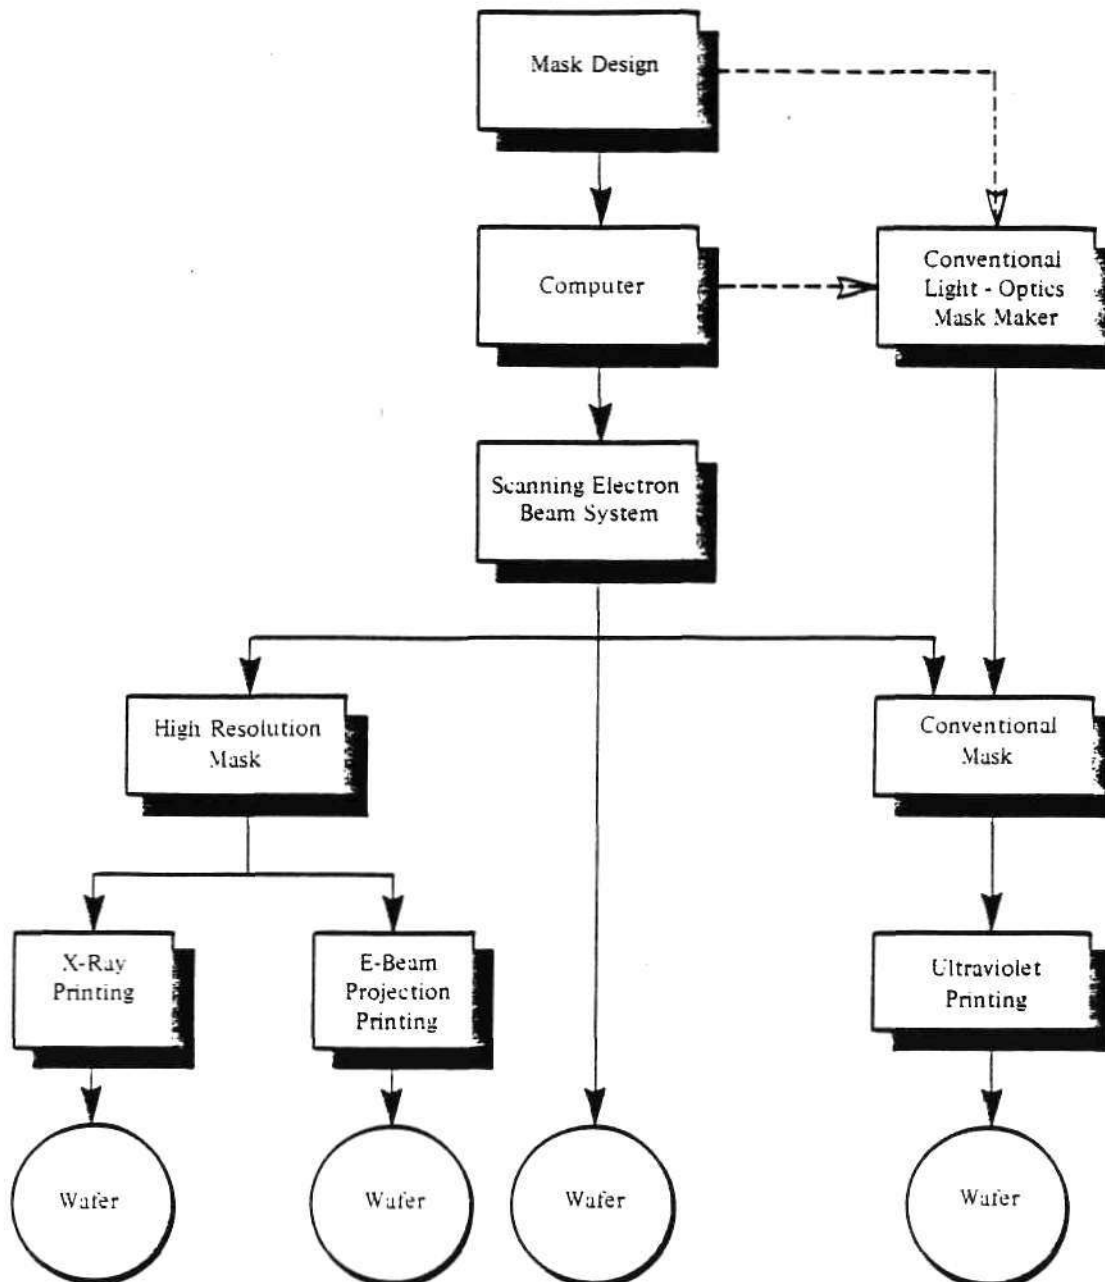 Mask Design
Computer
Conventional
Light - Optics
Mask Maker
Scanning Electron
Beam System
High Resolution
Mask
Conventional
Mask
X-Ray
Printing
E-Beam
Projection
Printing
Ultraviolet
Printing
Wafer
Wafer
Wafer
Wafer